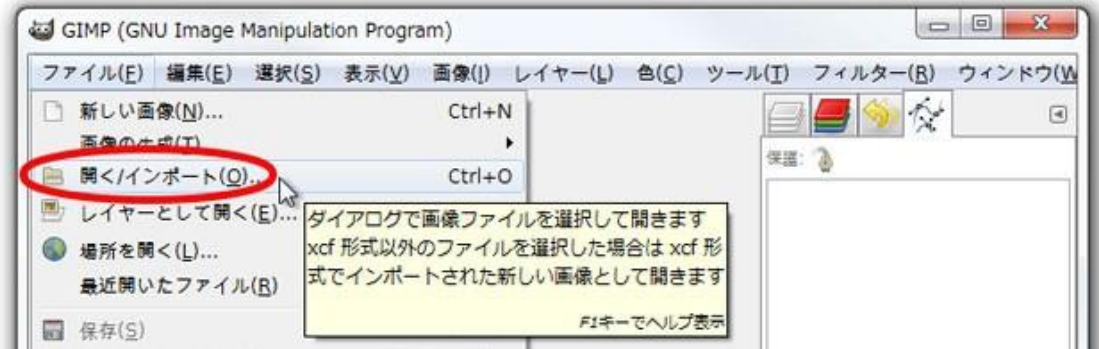 GIMP (GNU Image Manipulation Program)
ファイル(F) 編集(E) 選択(S) 表示(V) 画像(I) レイヤー(L) 色(C) ツール(T) フィルター(R) ウィンドウ(W
新しい画像(N)... Ctrl+N
画像の生成(T)
保護:
開く/インポート(O)... Ctrl+O
レイヤーとして開く(E)...
ダイアログで画像ファイルを選択して開きます
xcf 形式以外のファイルを選択した場合は xcf 形
式でインポートされた新しい画像として開きます
F1キーでヘルプ表示
場所を開く(L)...
最近開いたファイル(R)
保存(S)